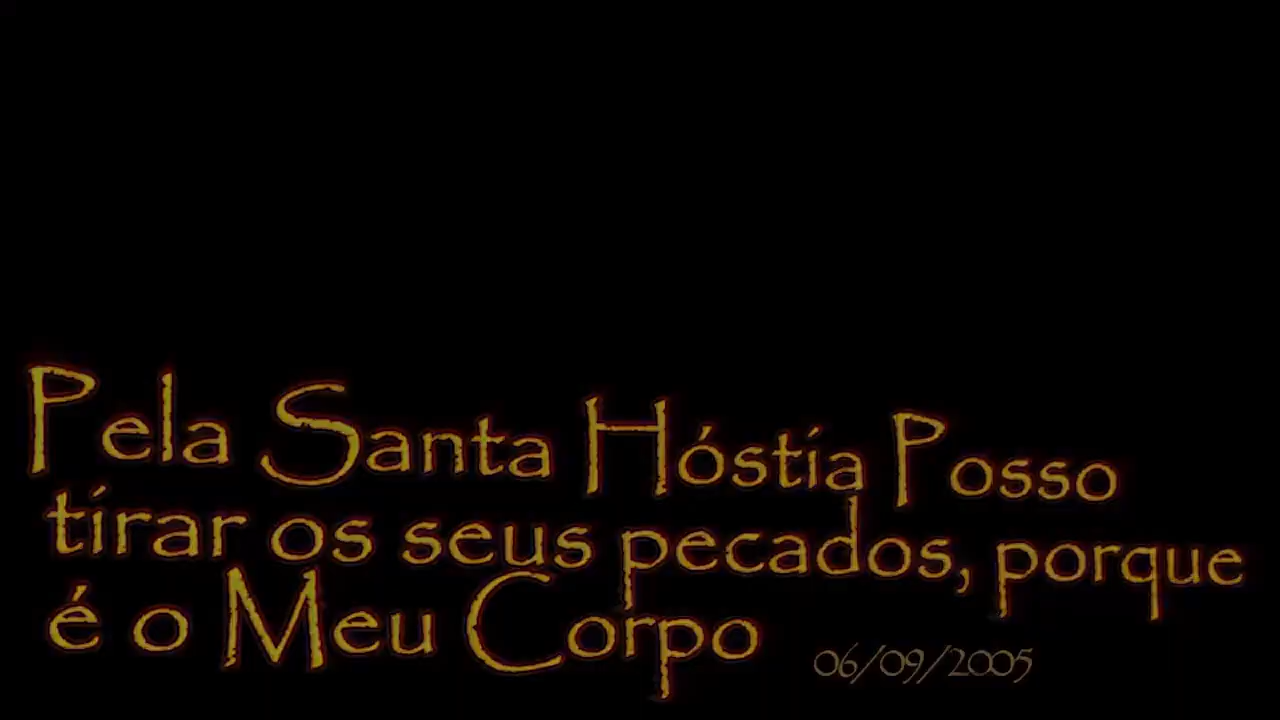 Pela Santa Hóstia Posso
tirar os seus pecados, porque
é o Meu Corpo
06/09/2005